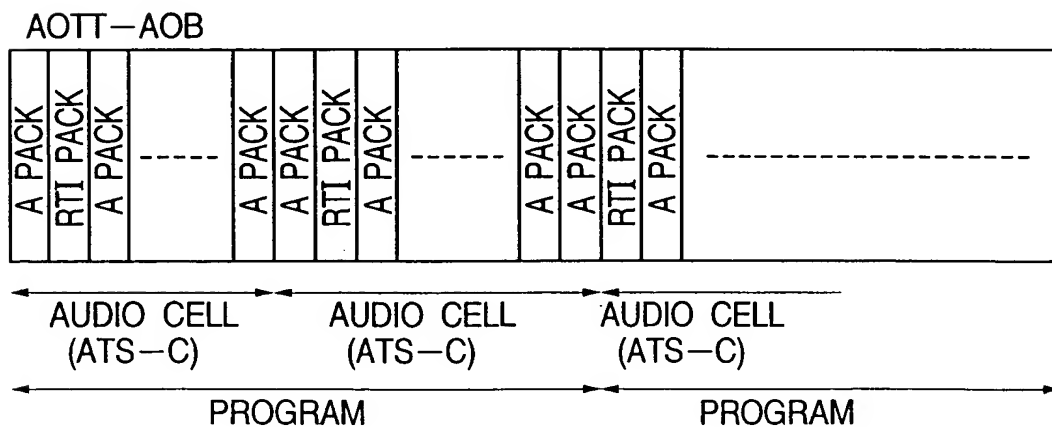 AOTT-AOB
A PACK
RTI PACK
A PACK
A PACK
A PACK
RTI PACK
A PACK
A PACK
A PACK
RTI PACK
A PACK
AUDIO CELL AUDIO CELL AUDIO CELL
(ATS-C) (ATS-C) (ATS-C)
PROGRAM PROGRAM